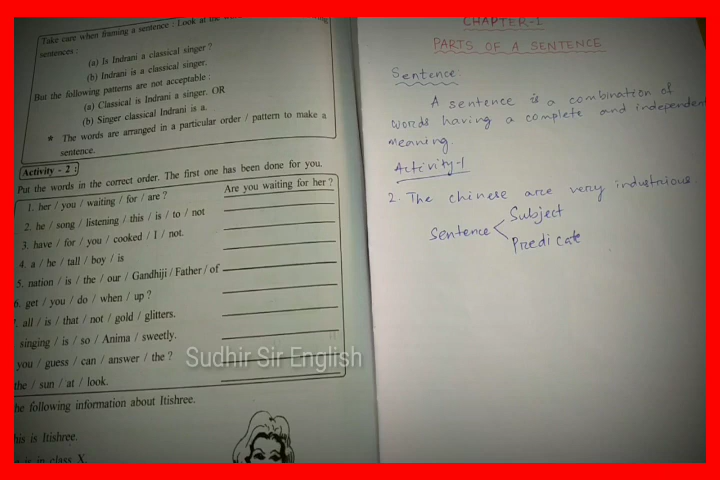 Take care when framing a sentence : Look at the
sentences :
(a) Is Indrani a classical singer ?
(b) Indrani is a classical singer.
But the following patterns are not acceptable :
(a) Classical is Indrani a singer. OR
(b) Singer classical Indrani is a.
★ The words are arranged in a particular order / pattern to make a
sentence.
Activity - 2 :
Put the words in the correct order. The first one has been done for you.
1. her / you / waiting / for / are ? Are you waiting for her ?
2. he / song / listening / this / is / to / not
3. have / for / you / cooked / I / not.
4. a / he / tall / boy / is
5. nation / is / the / our / Gandhiji / Father / of
6. get / you / do / when / up ?
7. all / is / that / not / gold / glitters.
singing / is / so / Anima / sweetly.
you / guess / can / answer / the ?
the / sun / at / look.
he following information about Itishree.
his is Itishree.
is in class X.
CHAPTER-1
PARTS OF A SENTENCE
Sentence
A sentence is a combination of
words having a complete and independent
meaning.
Activity-1
2. The chinese are very industrious.
Sentence Subject
Predicate
Sudhir Sir English